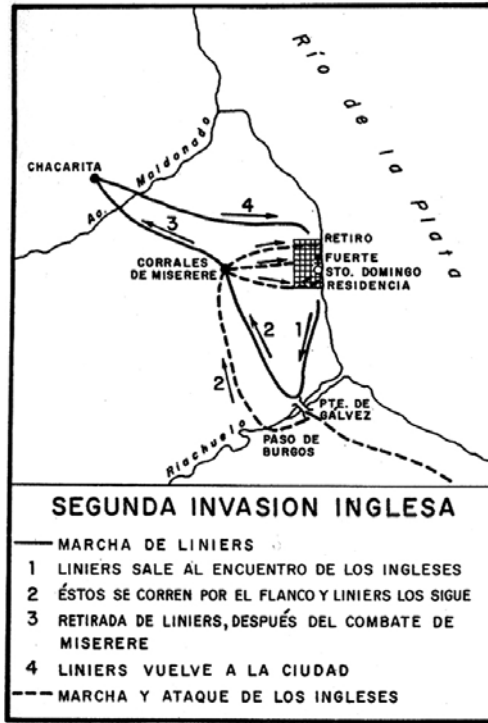 Río de la Plata
Ao. Maldonado
CHACARITA
4
3
RETIRO
FUERTE
CORRALES
DE MISERERE
STO. DOMINGO
RESIDENCIA
2
1
2
PTE. DE
GALVEZ
PASO DE
BURGOS
Riachuelo
SEGUNDA INVASION INGLESA
MARCHA DE LINIERS
1 LINIERS SALE AL ENCUENTRO DE LOS INGLESES
2 ÉSTOS SE CORREN POR EL FLANCO Y LINIERS LOS SIGUE
3 RETIRADA DE LINIERS, DESPUÉS DEL COMBATE DE
MISERERE
4 LINIERS VUELVE A LA CIUDAD
MARCHA Y ATAQUE DE LOS INGLESES